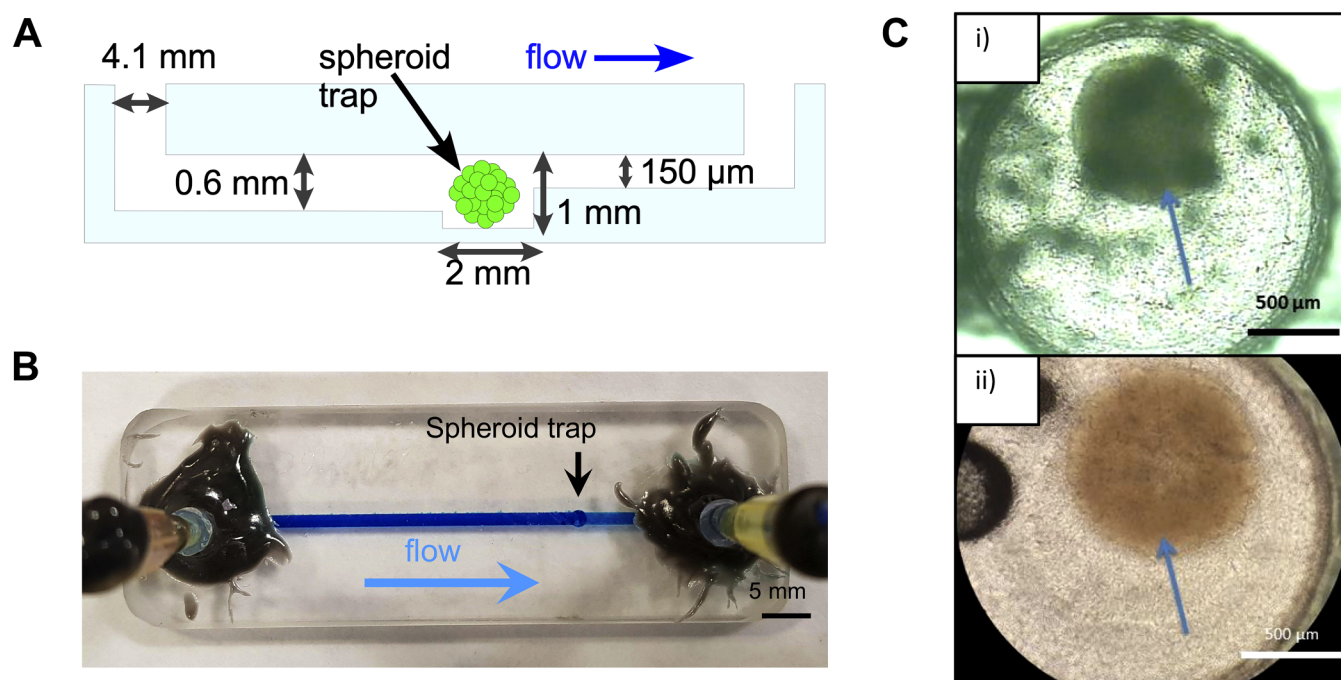 A
4.1 mm
spheroid
trap
flow
0.6 mm
150 µm
1 mm
2 mm
B
Spheroid trap
flow
5 mm
C
i)
500 µm
ii)
500 µm